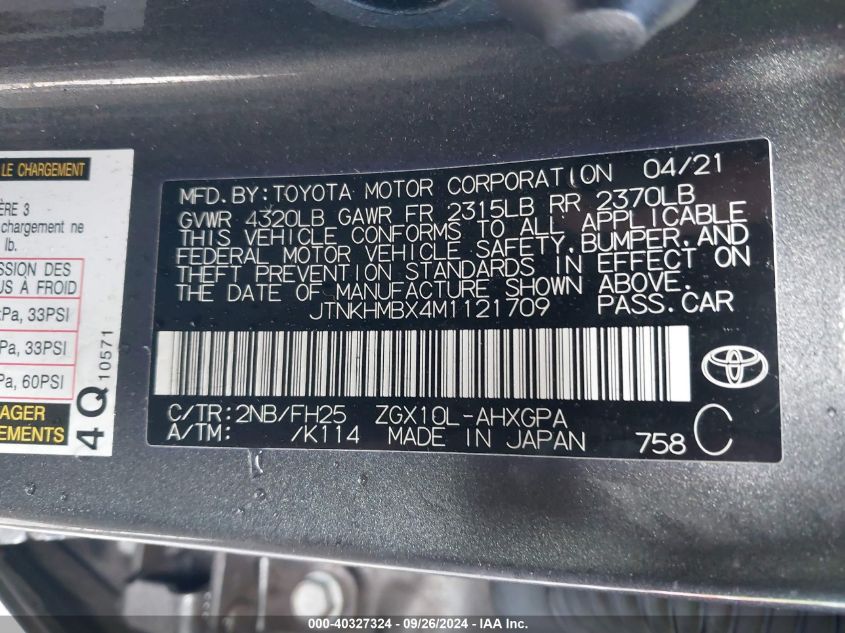 LE CHARGEMENT
ÈRE 3
chargement ne
lb.
SSION DES
US À FROID
kPa, 33PSI
Pa, 33PSI
Pa, 60PSI
AGER
EMENTS
4Q 10571
MFD. BY: TOYOTA MOTOR CORPORATION 04/21
GVWR 4320LB GAWR FR 2315LB RR 2370LB
THIS VEHICLE CONFORMS TO ALL APPLICABLE
FEDERAL MOTOR VEHICLE SAFETY, BUMPER, AND
THEFT PREVENTION STANDARDS IN EFFECT ON
THE DATE OF MANUFACTURE SHOWN ABOVE.
JTNKHMBX4M1121709 PASS.CAR
C/TR: 2NB/FH25 ZGX10L-AHXGPA
A/TM: /K114 MADE IN JAPAN 758 C
000-40327324 - 09/26/2024 - IAAI.com